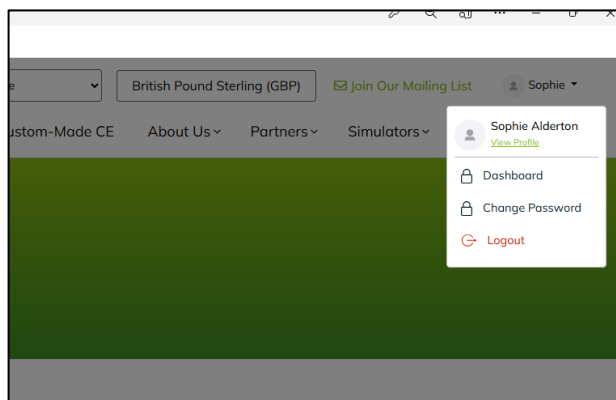 British Pound Sterling (GBP)
Join Our Mailing List
Sophie
ustom-Made CE
About Us
Partners
Simulators
Sophie Alderton
View Profile
Dashboard
Change Password
Logout